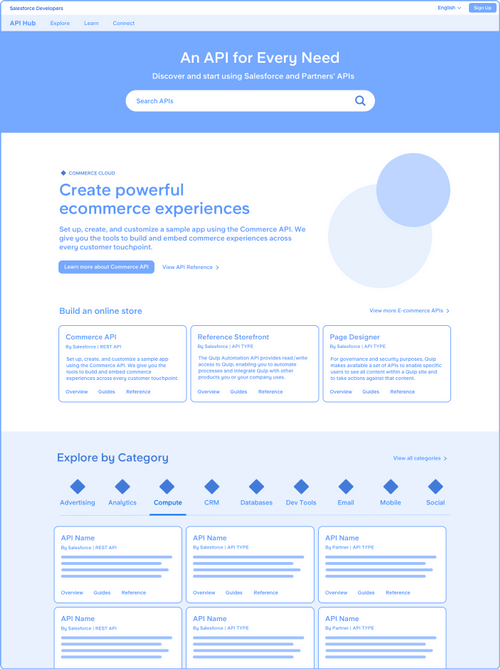 Salesforce Developers
English
Sign Up
API Hub Explore Learn Connect
An API for Every Need
Discover and start using Salesforce and Partners' APIs
Search APIs
COMMERCE CLOUD
Create powerful
ecommerce experiences
Set up, create, and customize a sample app using the Commerce API. We
give you the tools to build and embed commerce experiences across
every customer touchpoint.
Learn more about Commerce API
View API Reference
Build an online store
View more E-commerce APIs
Commerce API
By Salesforce | REST API
Set up, create, and customize a sample app
using the Commerce API. We give you the
tools to build and embed commerce
experiences across every customer touchpoint.
Overview Guides Reference
Reference Storefront
By Salesforce | API TYPE
The Quip Automation API provides read/write
access to Quip, enabling you to automate
processes and integrate Quip with other
products you or your company uses.
Overview Guides Reference
Page Designer
By Salesforce | API TYPE
For governance and security purposes, Quip
makes available a set of APIs to enable specific
users to see all content within a Quip site and
to take actions against that content.
Overview Guides Reference
Explore by Category
View all categories
Advertising Analytics Compute CRM Databases Dev Tools Email Mobile Social
API Name
By Salesforce | REST API
Overview Guides Reference
API Name
By Salesforce | API TYPE
Overview Guides Reference
API Name
By Partner | API TYPE
Overview Guides Reference
API Name
By Salesforce | REST API
API Name
By Salesforce | API TYPE
API Name
By Partner | API TYPE